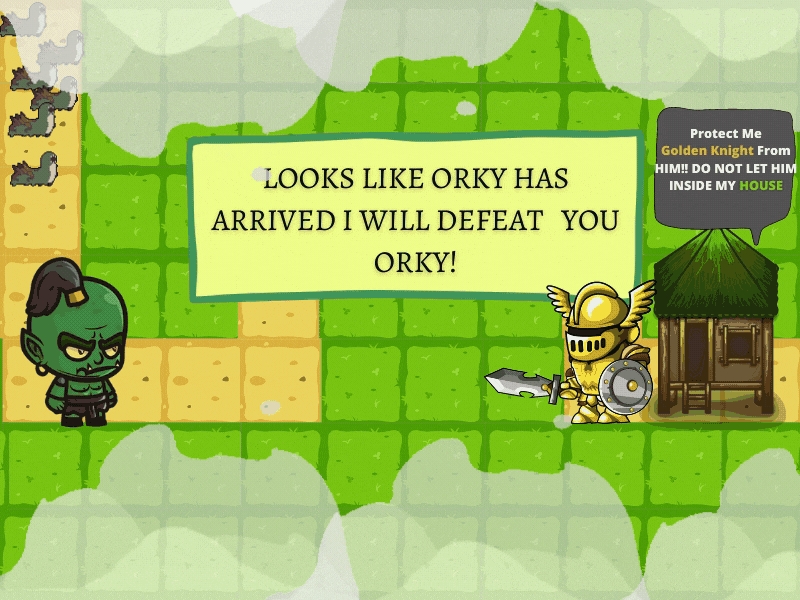 LOOKS LIKE ORKY HAS
ARRIVED I WILL DEFEAT YOU
ORKY!
Protect Me
Golden Knight From
HIM!! DO NOT LET HIM
INSIDE MY HOUSE